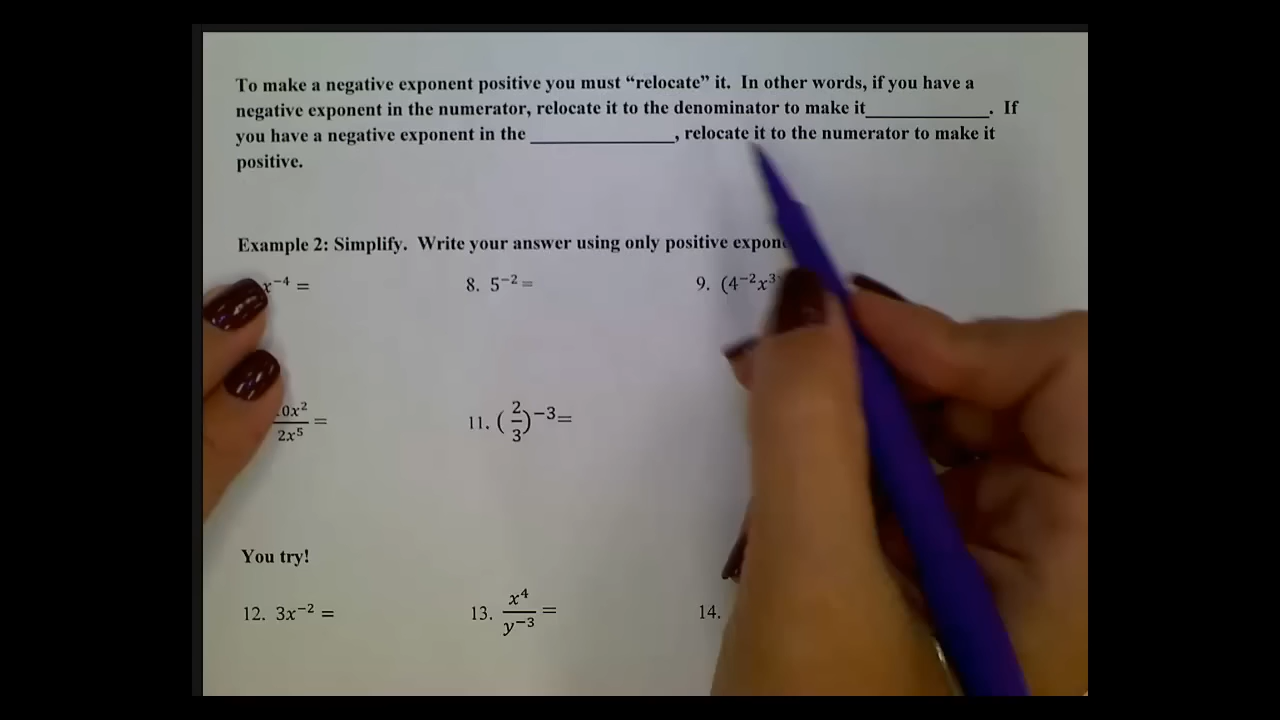 To make a negative exponent positive you must “relocate” it. In other words, if you have a
negative exponent in the numerator, relocate it to the denominator to make it____________. If
you have a negative exponent in the ______________, relocate it to the numerator to make it
positive.
Example 2: Simplify. Write your answer using only positive
x⁻⁴ =
8. 5⁻² =
9. (4⁻²x³
0x²/2x⁵ =
11. (2/3)⁻³=
You try!
12. 3x⁻² =
13. x⁴/y⁻³ =
14.